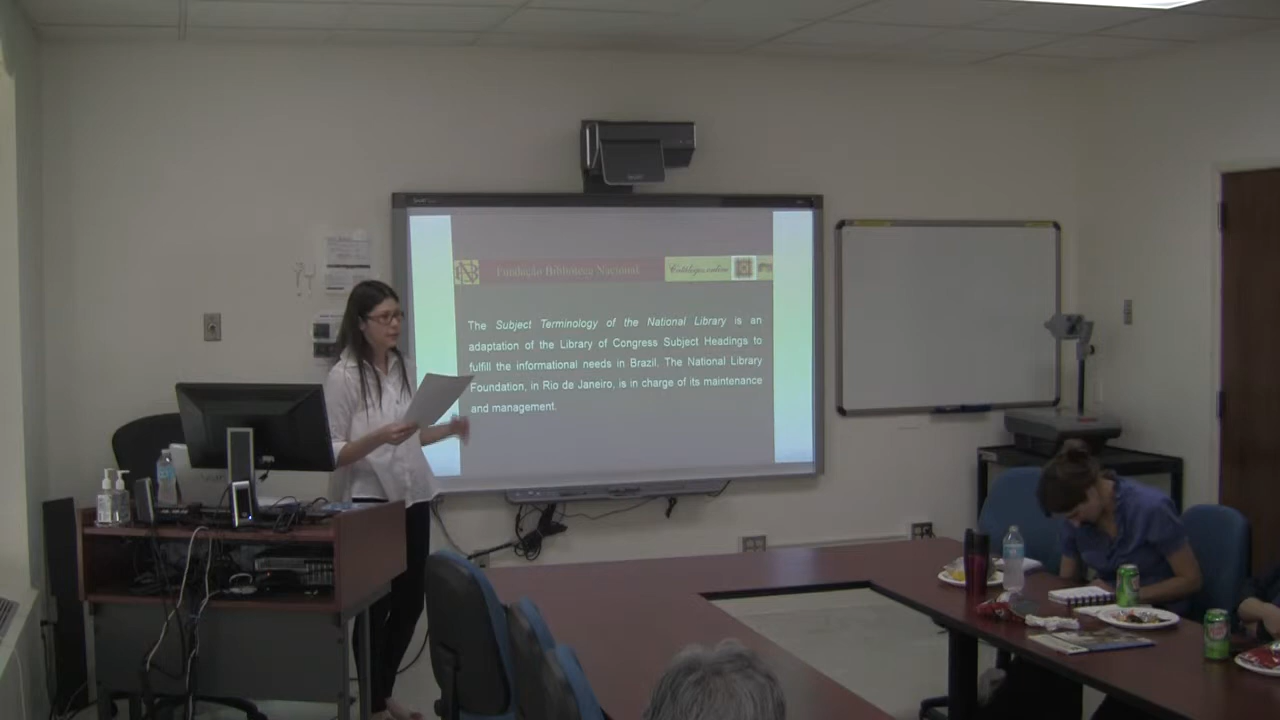 Fundação Biblioteca Nacional
Catálogos online
The Subject Terminology of the National Library is an
adaptation of the Library of Congress Subject Headings to
fulfill the informational needs in Brazil. The National Library
Foundation, in Rio de Janeiro, is in charge of its maintenance
and management.